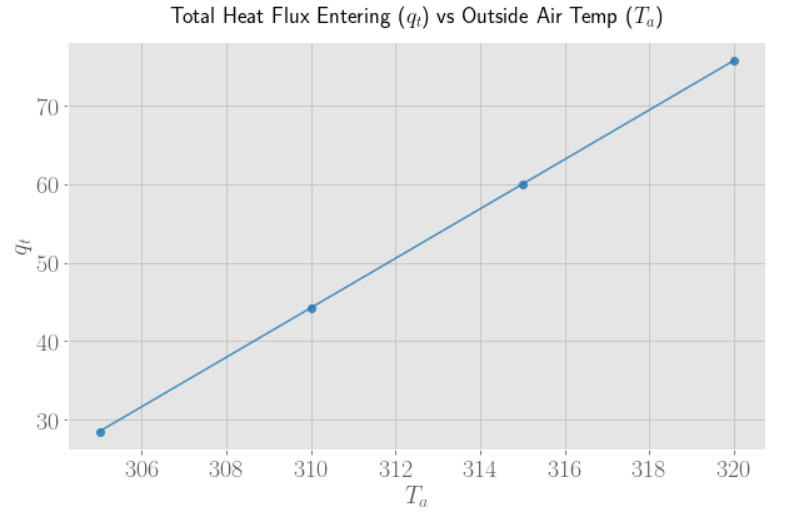 Total Heat Flux Entering (q_t) vs Outside Air Temp (T_a)
70
60
50
40
30
q_t
306 308 310 312 314 316 318 320
T_a